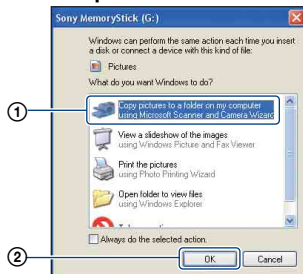 Sony MemoryStick (G:)
Windows can perform the same action each time you insert
a disk or connect a device with this kind of file:
Pictures
What do you want Windows to do?
① Copy pictures to a folder on my computer
using Microsoft Scanner and Camera Wizard
View a slideshow of the images
using Windows Picture and Fax Viewer
Print the pictures
using Photo Printing Wizard
Open folder to view files
using Windows Explorer
Always do the selected action.
② OK Cancel